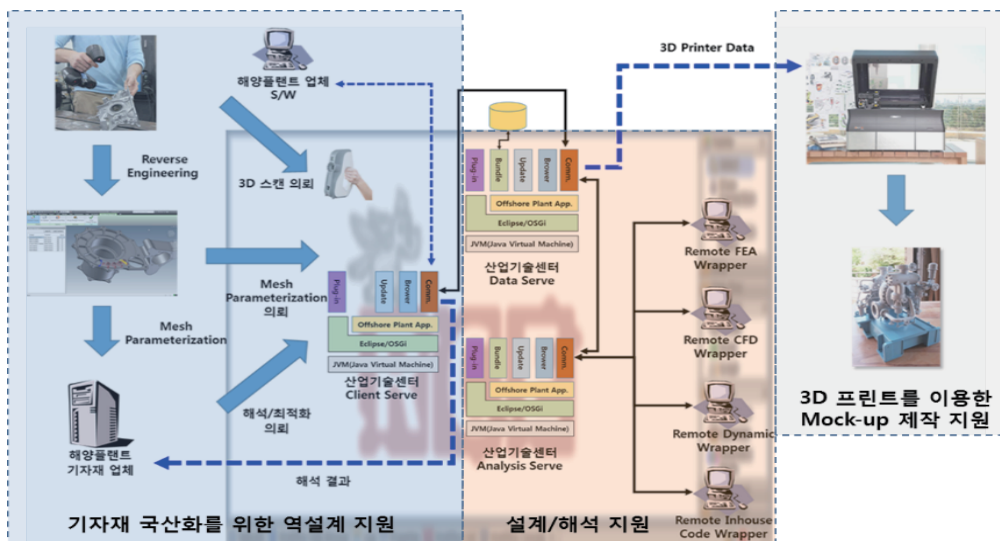 해양플랜트 업체
S/W
Reverse
Engineering
3D 스캔 의뢰
Mesh
Parameterization
의뢰
Mesh
Parameterization
해석/최적화
의뢰
해양플랜트
기자재 업체
해석 결과
기자재 국산화를 위한 역설계 지원
Plug-in
Update
Brower
Comm.
Offshore Plant App.
Eclipse/OSGi
JVM(Java Virtual Machine)
산업기술센터
Client Serve
Plug-in
Bundle
Update
Brower
Comm.
Offshore Plant App.
Eclipse/OSGi
JVM(Java Virtual Machine)
산업기술센터
Data Serve
Plug-in
Bundle
Update
Brower
Comm.
Offshore Plant App.
Eclipse/OSGi
JVM(Java Virtual Machine)
산업기술센터
Analysis Serve
설계/해석 지원
Remote FEA
Wrapper
Remote CFD
Wrapper
Remote Dynamic
Wrapper
Remote Inhouse
Code Wrapper
3D Printer Data
3D 프린트를 이용한
Mock-up 제작 지원